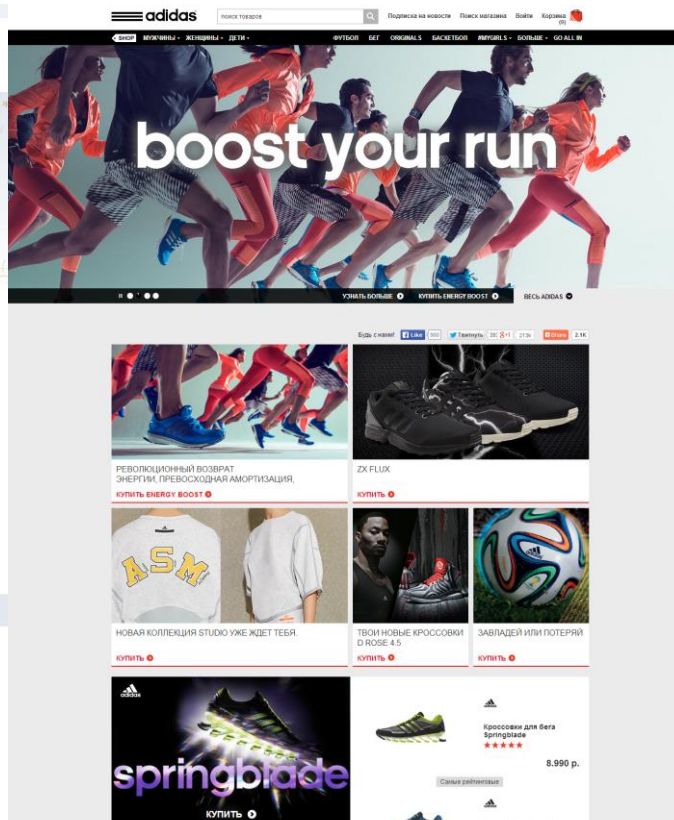 adidas
поиск товаров
Подписка на новости Поиск магазина Войти Корзина
(0)
SHOP МУЖЧИНЫ ЖЕНЩИНЫ ДЕТИ ФУТБОЛ БЕГ ORIGINALS БАСКЕТБОЛ #MYGIRLS БОЛЬШЕ GO ALL IN
boost your run
УЗНАТЬ БОЛЬШЕ КУПИТЬ ENERGY BOOST ВЕСЬ ADIDAS
Будь с нами! Like Твитнуть +1 Share 2.1K
РЕВОЛЮЦИОННЫЙ ВОЗВРАТ
ЭНЕРГИИ, ПРЕВОСХОДНАЯ АМОРТИЗАЦИЯ,
КУПИТЬ ENERGY BOOST
ZX FLUX
КУПИТЬ
ASM
НОВАЯ КОЛЛЕКЦИЯ STUDIO УЖЕ ЖДЕТ ТЕБЯ.
КУПИТЬ
ТВОИ НОВЫЕ КРОССОВКИ
D ROSE 4.5
КУПИТЬ
ЗАВЛАДЕЙ ИЛИ ПОТЕРЯЙ
КУПИТЬ
adidas
springblade
КУПИТЬ
Кроссовки для бега
Springblade
8.990 р.
Самые рейтинговые